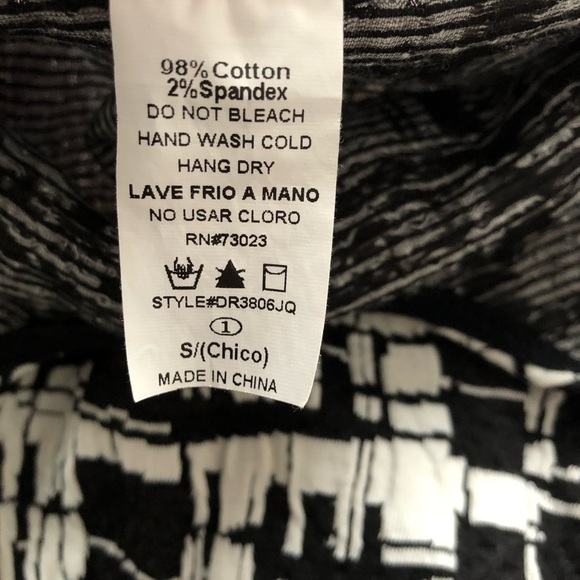 98% Cotton
2%Spandex
DO NOT BLEACH
HAND WASH COLD
HANG DRY
LAVE FRIO A MANO
NO USAR CLORO
RN#73023
STYLE#DR3806JQ
1
S/(Chico)
MADE IN CHINA